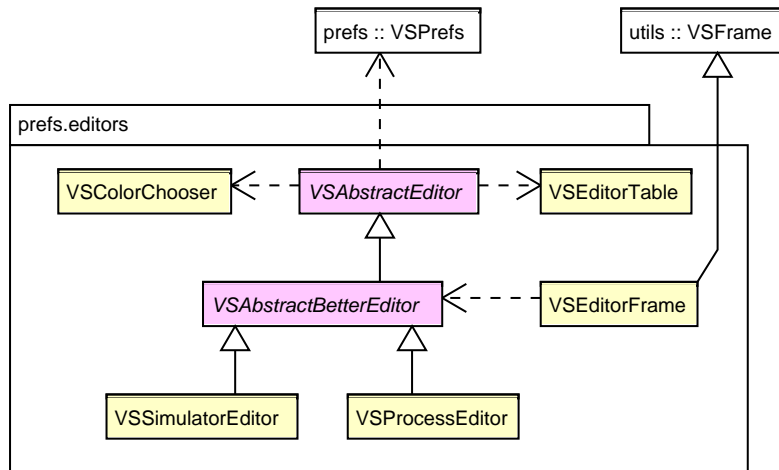 prefs :: VSPrefs
utils :: VSFrame
prefs.editors
VSColorChooser
VSAbstractEditor
VSEditorTable
VSAbstractBetterEditor
VSEditorFrame
VSSimulatorEditor
VSProcessEditor